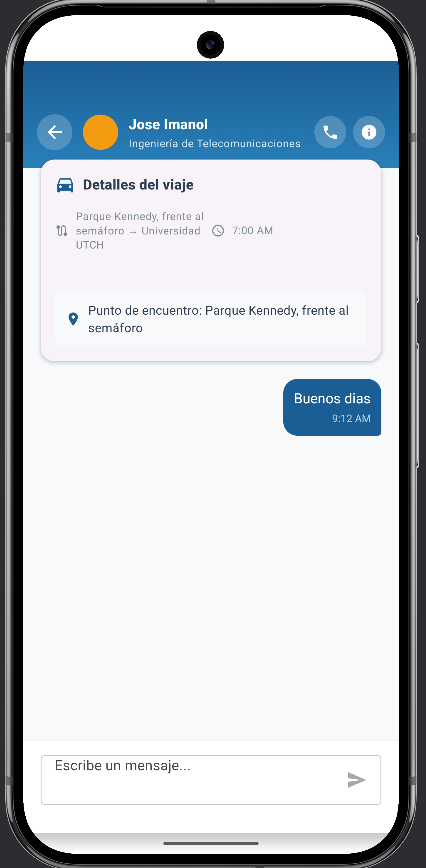 Jose Imanol
Ingeniería de Telecomunicaciones
Detalles del viaje
Parque Kennedy, frente al
semáforo → Universidad
UTCH
7:00 AM
Punto de encuentro: Parque Kennedy, frente al
semáforo
Buenos dias
9:12 AM
Escribe un mensaje...